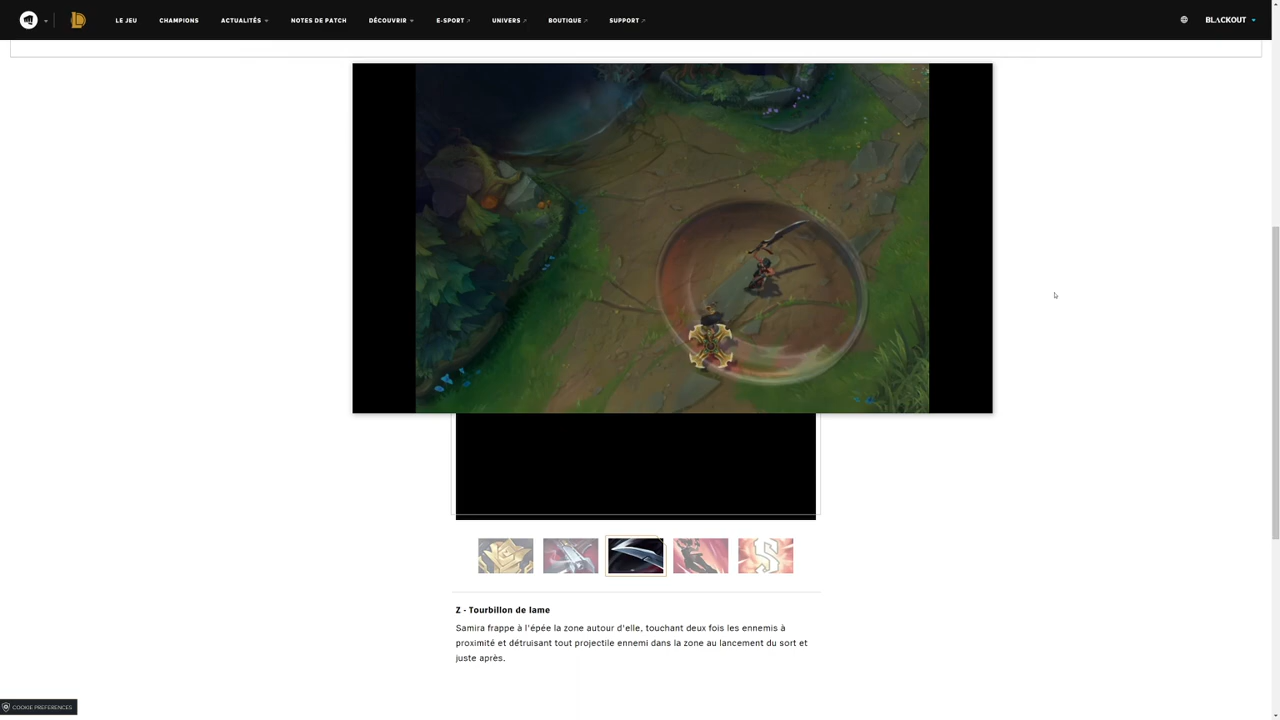 LE JEU CHAMPIONS ACTUALITÉS NOTES DE PATCH DÉCOUVRIR E-SPORT UNIVERS BOUTIQUE SUPPORT BLACKOUT
Z - Tourbillon de lame
Samira frappe à l'épée la zone autour d'elle, touchant deux fois les ennemis à
proximité et détruisant tout projectile ennemi dans la zone au lancement du sort et
juste après.
COOKIE PREFERENCES